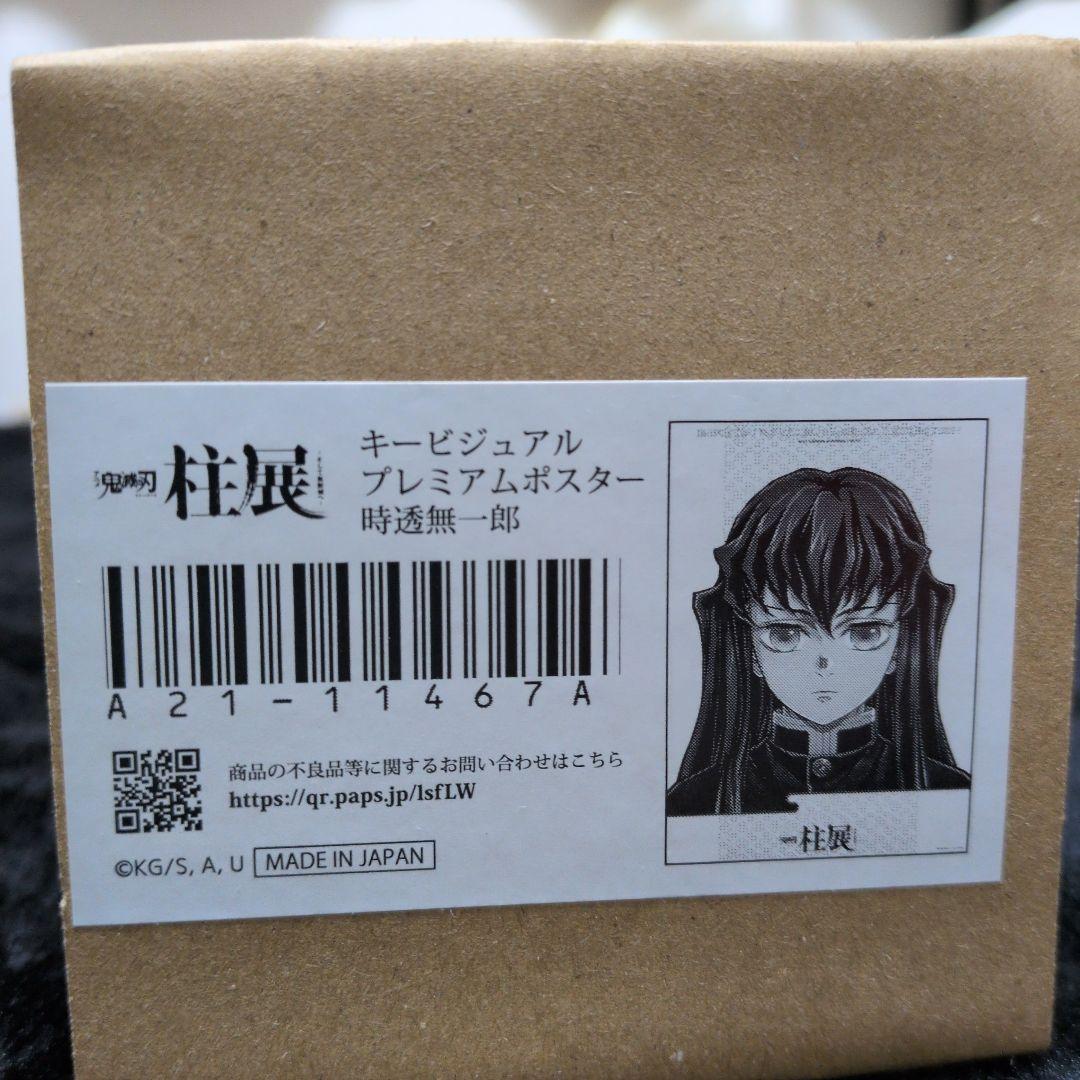 鬼滅刃
柱展
キービジュアル
プレミアムポスター
時透無一郎
A21-11467A
商品の不良品等に関するお問い合わせはこちら
https://qr.paps.jp/lsfLW
©KG/S, A, U
MADE IN JAPAN
柱展